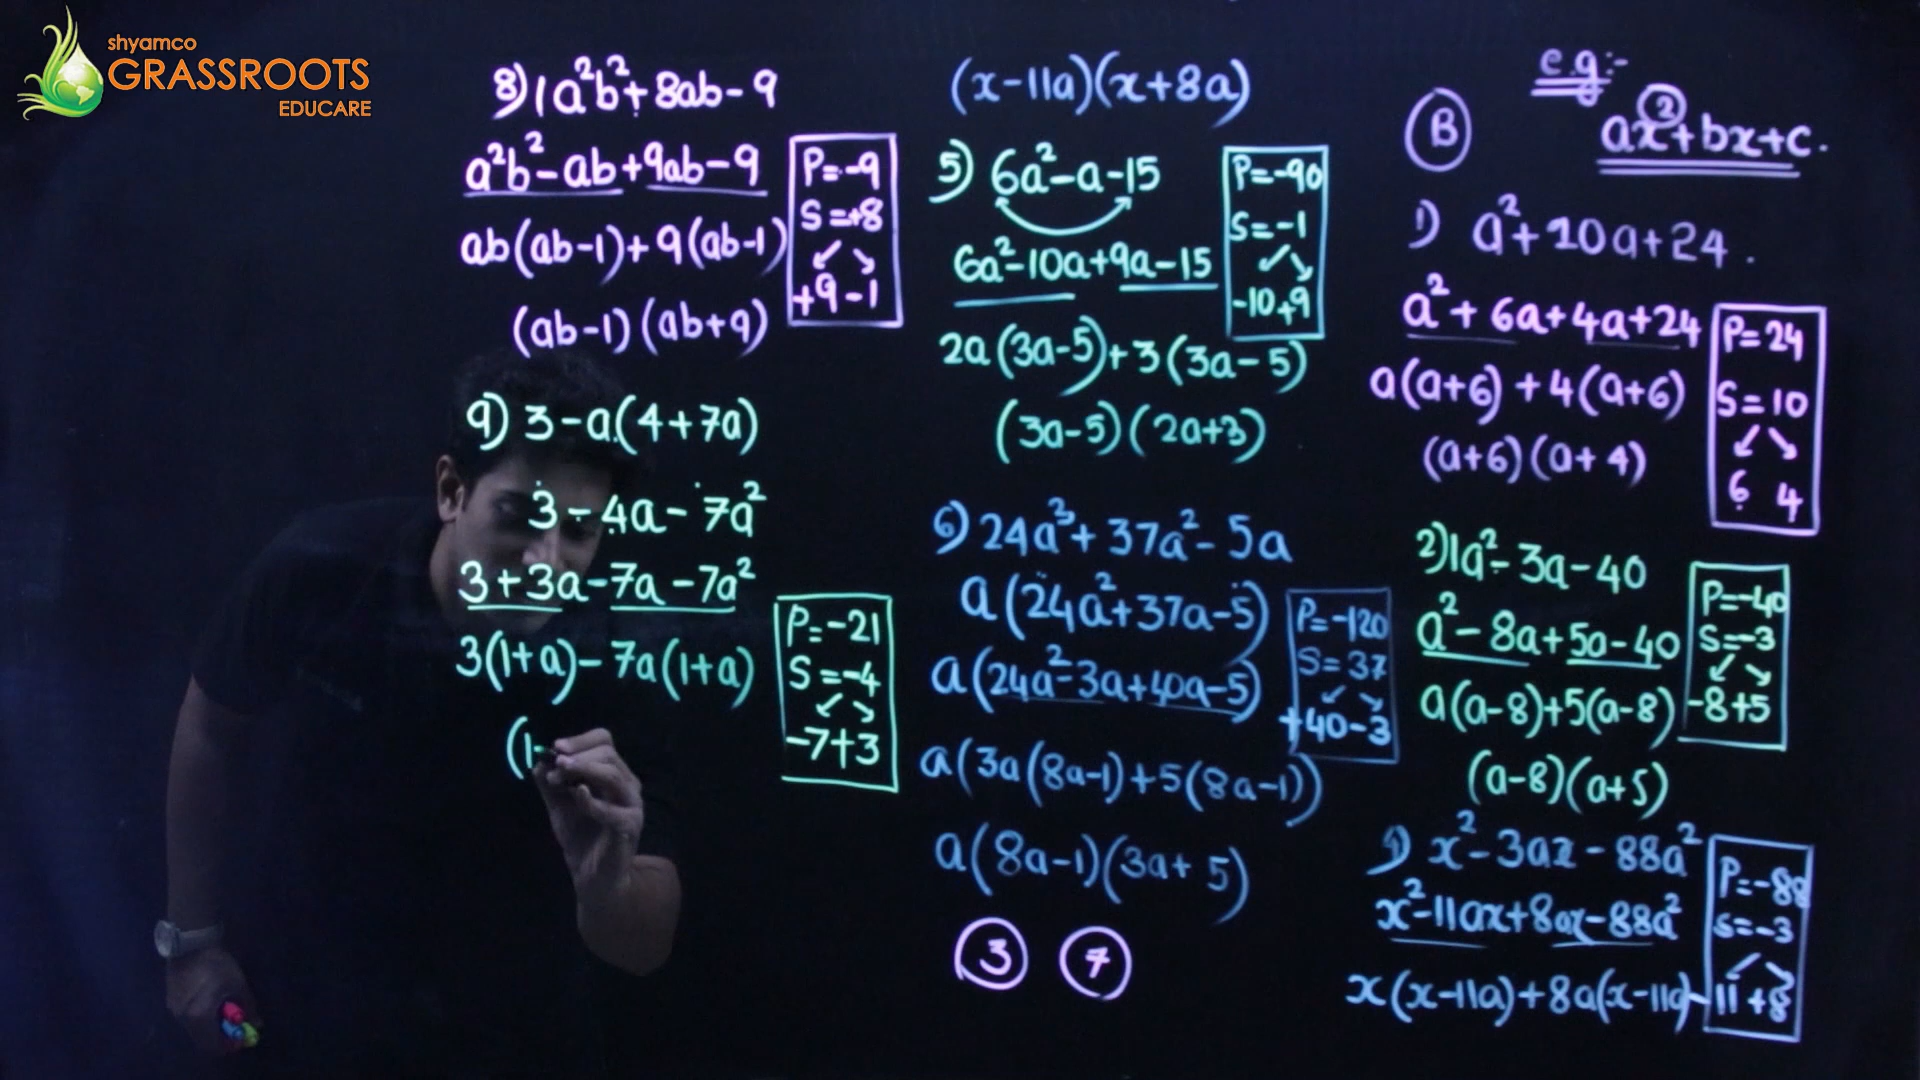 shyamco
GRASSROOTS
EDUCARE
8) 1a²b²+8ab-9
a²b²-ab+9ab-9
ab(ab-1)+9(ab-1)
(ab-1)(ab+9)
P=-9
S=+8
↙ ↘
+9 -1
9) 3-a(4+7a)
3-4a-7a²
3+3a-7a-7a²
3(1+a)-7a(1+a)
(1-
P=-21
S=-4
↙ ↘
-7+3
(x-11a)(x+8a)
5) 6a²-a-15
6a²-10a+9a-15
2a(3a-5)+3(3a-5)
(3a-5)(2a+3)
P=-90
S=-1
↙ ↘
-10+9
6) 24a³+37a²-5a
a(24a²+37a-5)
a(24a²-3a+40a-5)
a(3a(8a-1)+5(8a-1))
a(8a-1)(3a+5)
P=-120
S=37
↙ ↘
+40-3
3 7
e.g:-
B ax²+bx+c.
1) a²+10a+24.
a²+6a+4a+24
a(a+6)+4(a+6)
(a+6)(a+4)
P=24
S=10
↙ ↘
6 4
2) 1a²-3a-40
a²-8a+5a-40
a(a-8)+5(a-8)
(a-8)(a+5)
P=-40
S=-3
↙ ↘
-8+5
4) x²-3ax-88a²
x²-11ax+8ax-88a²
x(x-11a)+8a(x-11a)
P=-88
S=-3
↙ ↘
-11 +8